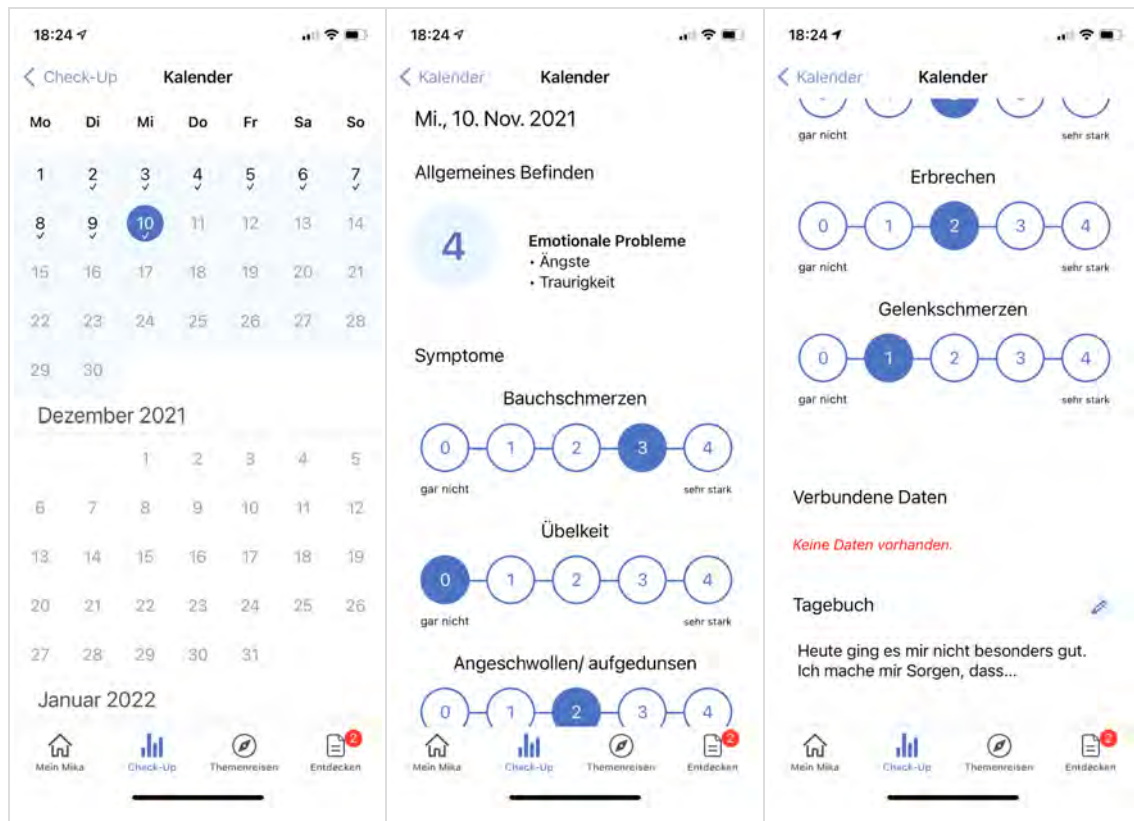 18:24
Check-Up Kalender
Mo Di Mi Do Fr Sa So
1 2 3 4 5 6 7
8 9 10 11 12 13 14
15 16 17 18 19 20 21
22 23 24 25 26 27 28
29 30
Dezember 2021
1 2 3 4 5
6 7 8 9 10 11 12
13 14 15 16 17 18 19
20 21 22 23 24 25 26
27 28 29 30 31
Januar 2022
Mein Mika Check-Up Themenreisen Entdecken 2
18:24
Kalender Kalender
Mi., 10. Nov. 2021
Allgemeines Befinden
4
Emotionale Probleme
• Ängste
• Traurigkeit
Symptome
Bauchschmerzen
0 1 2 3 4
gar nicht sehr stark
Übelkeit
0 1 2 3 4
gar nicht sehr stark
Angeschwollen/ aufgedunsen
0 1 2 3 4
Mein Mika Check-Up Themenreisen Entdecken 2
18:24
Kalender Kalender
gar nicht sehr stark
Erbrechen
0 1 2 3 4
gar nicht sehr stark
Gelenkschmerzen
0 1 2 3 4
gar nicht sehr stark
Verbundene Daten
Keine Daten vorhanden.
Tagebuch
Heute ging es mir nicht besonders gut.
Ich mache mir Sorgen, dass...
Mein Mika Check-Up Themenreisen Entdecken 2